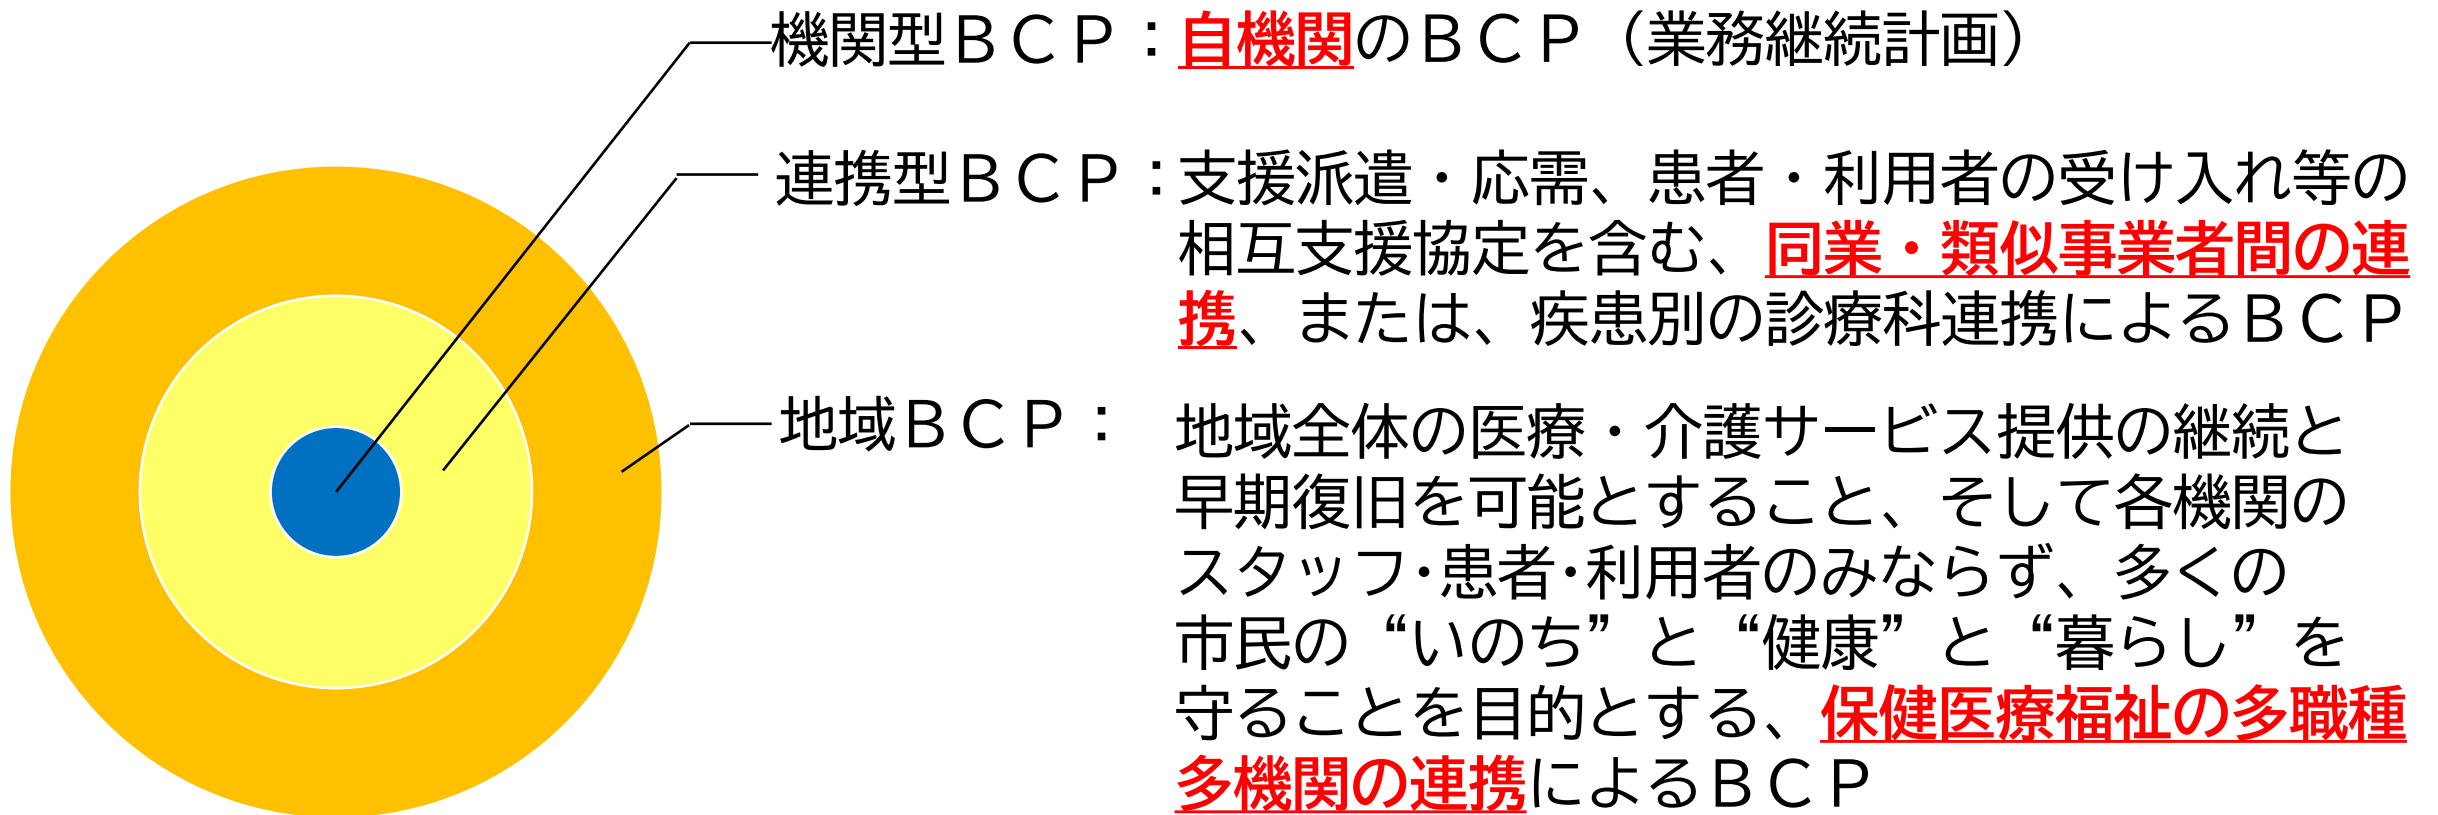 機関型ＢＣＰ：自機関のＢＣＰ（業務継続計画）
連携型ＢＣＰ：支援派遣・応需、患者・利用者の受け入れ等の
相互支援協定を含む、同業・類似事業者間の連
携、または、疾患別の診療科連携によるＢＣＰ
地域ＢＣＰ：地域全体の医療・介護サービス提供の継続と
早期復旧を可能とすること、そして各機関の
スタッフ･患者･利用者のみならず、多くの
市民の“いのち”と“健康”と“暮らし”を
守ることを目的とする、保健医療福祉の多職種
多機関の連携によるＢＣＰ